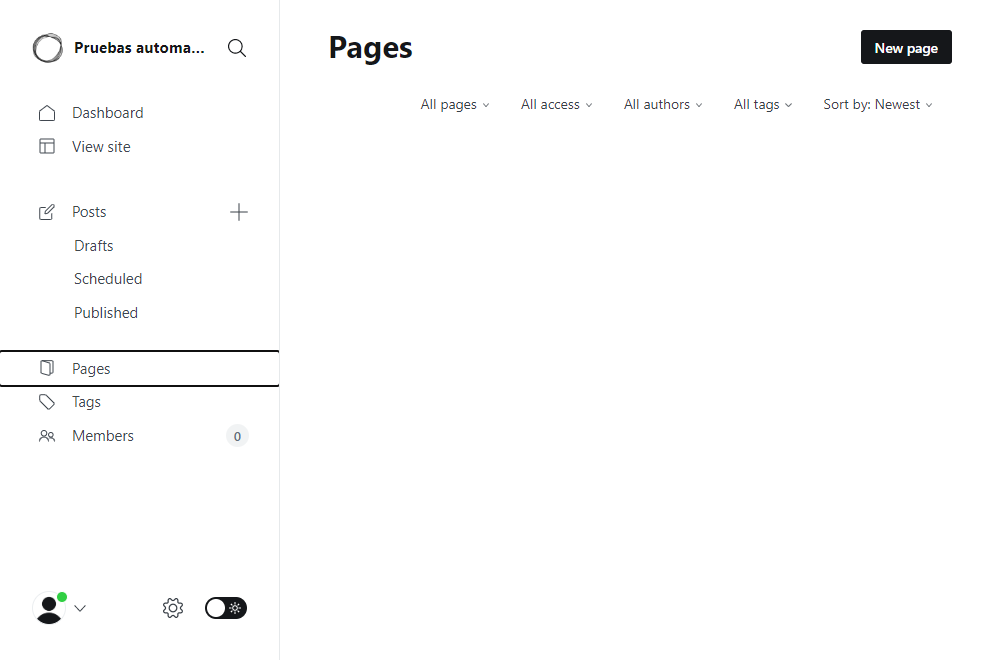 Pruebas automa...
Dashboard
View site
Posts
Drafts
Scheduled
Published
Pages
Tags
Members 0
Pages
New page
All pages All access All authors All tags Sort by: Newest